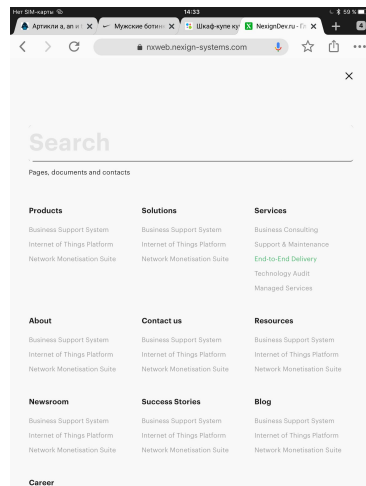 Нет SIM-карты 14:33 59 %
Артикли a, an и t Мужские ботин Шкаф-купе ку NexignDev.ru - Гл 4
nxweb.nexign-systems.com
Search
Pages, documents and contacts
Products Solutions Services
Business Support System Business Support System Business Consulting
Internet of Things Platform Internet of Things Platform Support & Maintenance
Network Monetisation Suite Network Monetisation Suite End-to-End Delivery
Technology Audit
Managed Services
About Contact us Resources
Business Support System Business Support System Business Support System
Internet of Things Platform Internet of Things Platform Internet of Things Platform
Network Monetisation Suite Network Monetisation Suite Network Monetisation Suite
Newsroom Success Stories Blog
Business Support System Business Support System Business Support System
Internet of Things Platform Internet of Things Platform Internet of Things Platform
Network Monetisation Suite Network Monetisation Suite Network Monetisation Suite
Career